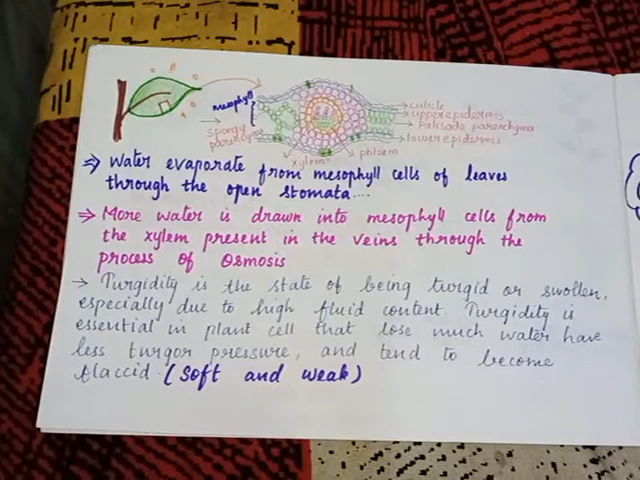 mesophyll
cuticle
upper epidermis
Palisade parenchyma
spongy
parenchyma
lower epidermis
xylem
phloem
⇒ Water evaporate from mesophyll cells of leaves
through the open stomata....
→ More water is drawn into mesophyll cells from
the xylem present in the veins through the
process of Osmosis
→ Turgidity is the state of being turgid or swollen,
especially due to high fluid content. Turgidity is
essential in plant cell that lose much water have
less turgor pressure, and tend to become
flaccid. (Soft and weak)